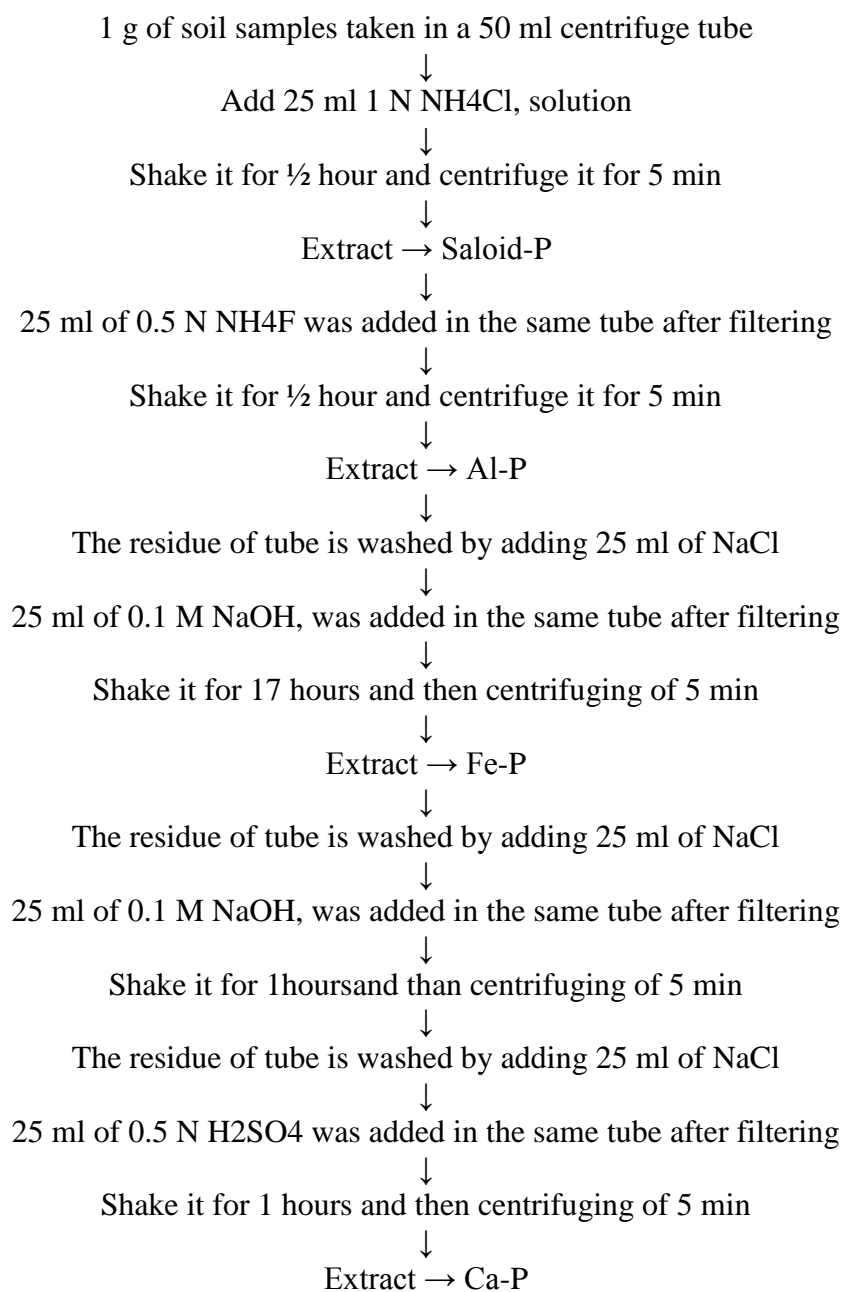 1 g of soil samples taken in a 50 ml centrifuge tube
↓
Add 25 ml 1 N NH4Cl, solution
↓
Shake it for ½ hour and centrifuge it for 5 min
↓
Extract → Saloid-P
↓
25 ml of 0.5 N NH4F was added in the same tube after filtering
↓
Shake it for ½ hour and centrifuge it for 5 min
↓
Extract → Al-P
↓
The residue of tube is washed by adding 25 ml of NaCl
↓
25 ml of 0.1 M NaOH, was added in the same tube after filtering
↓
Shake it for 17 hours and then centrifuging of 5 min
↓
Extract → Fe-P
↓
The residue of tube is washed by adding 25 ml of NaCl
↓
25 ml of 0.1 M NaOH, was added in the same tube after filtering
↓
Shake it for 1hoursand than centrifuging of 5 min
↓
The residue of tube is washed by adding 25 ml of NaCl
↓
25 ml of 0.5 N H2SO4 was added in the same tube after filtering
↓
Shake it for 1 hours and then centrifuging of 5 min
↓
Extract → Ca-P